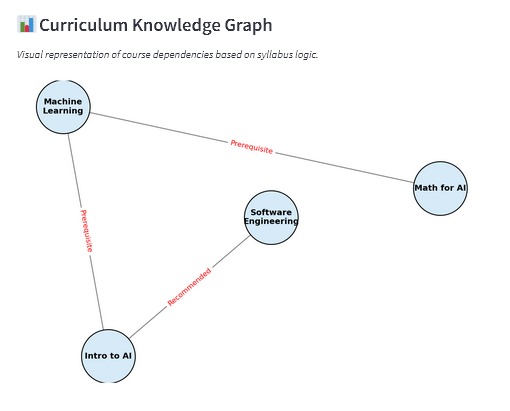 📊 Curriculum Knowledge Graph
Visual representation of course dependencies based on syllabus logic.
Machine
Learning
Prerequisite
Math for AI
Software
Engineering
Prerequisite
Recommended
Intro to AI